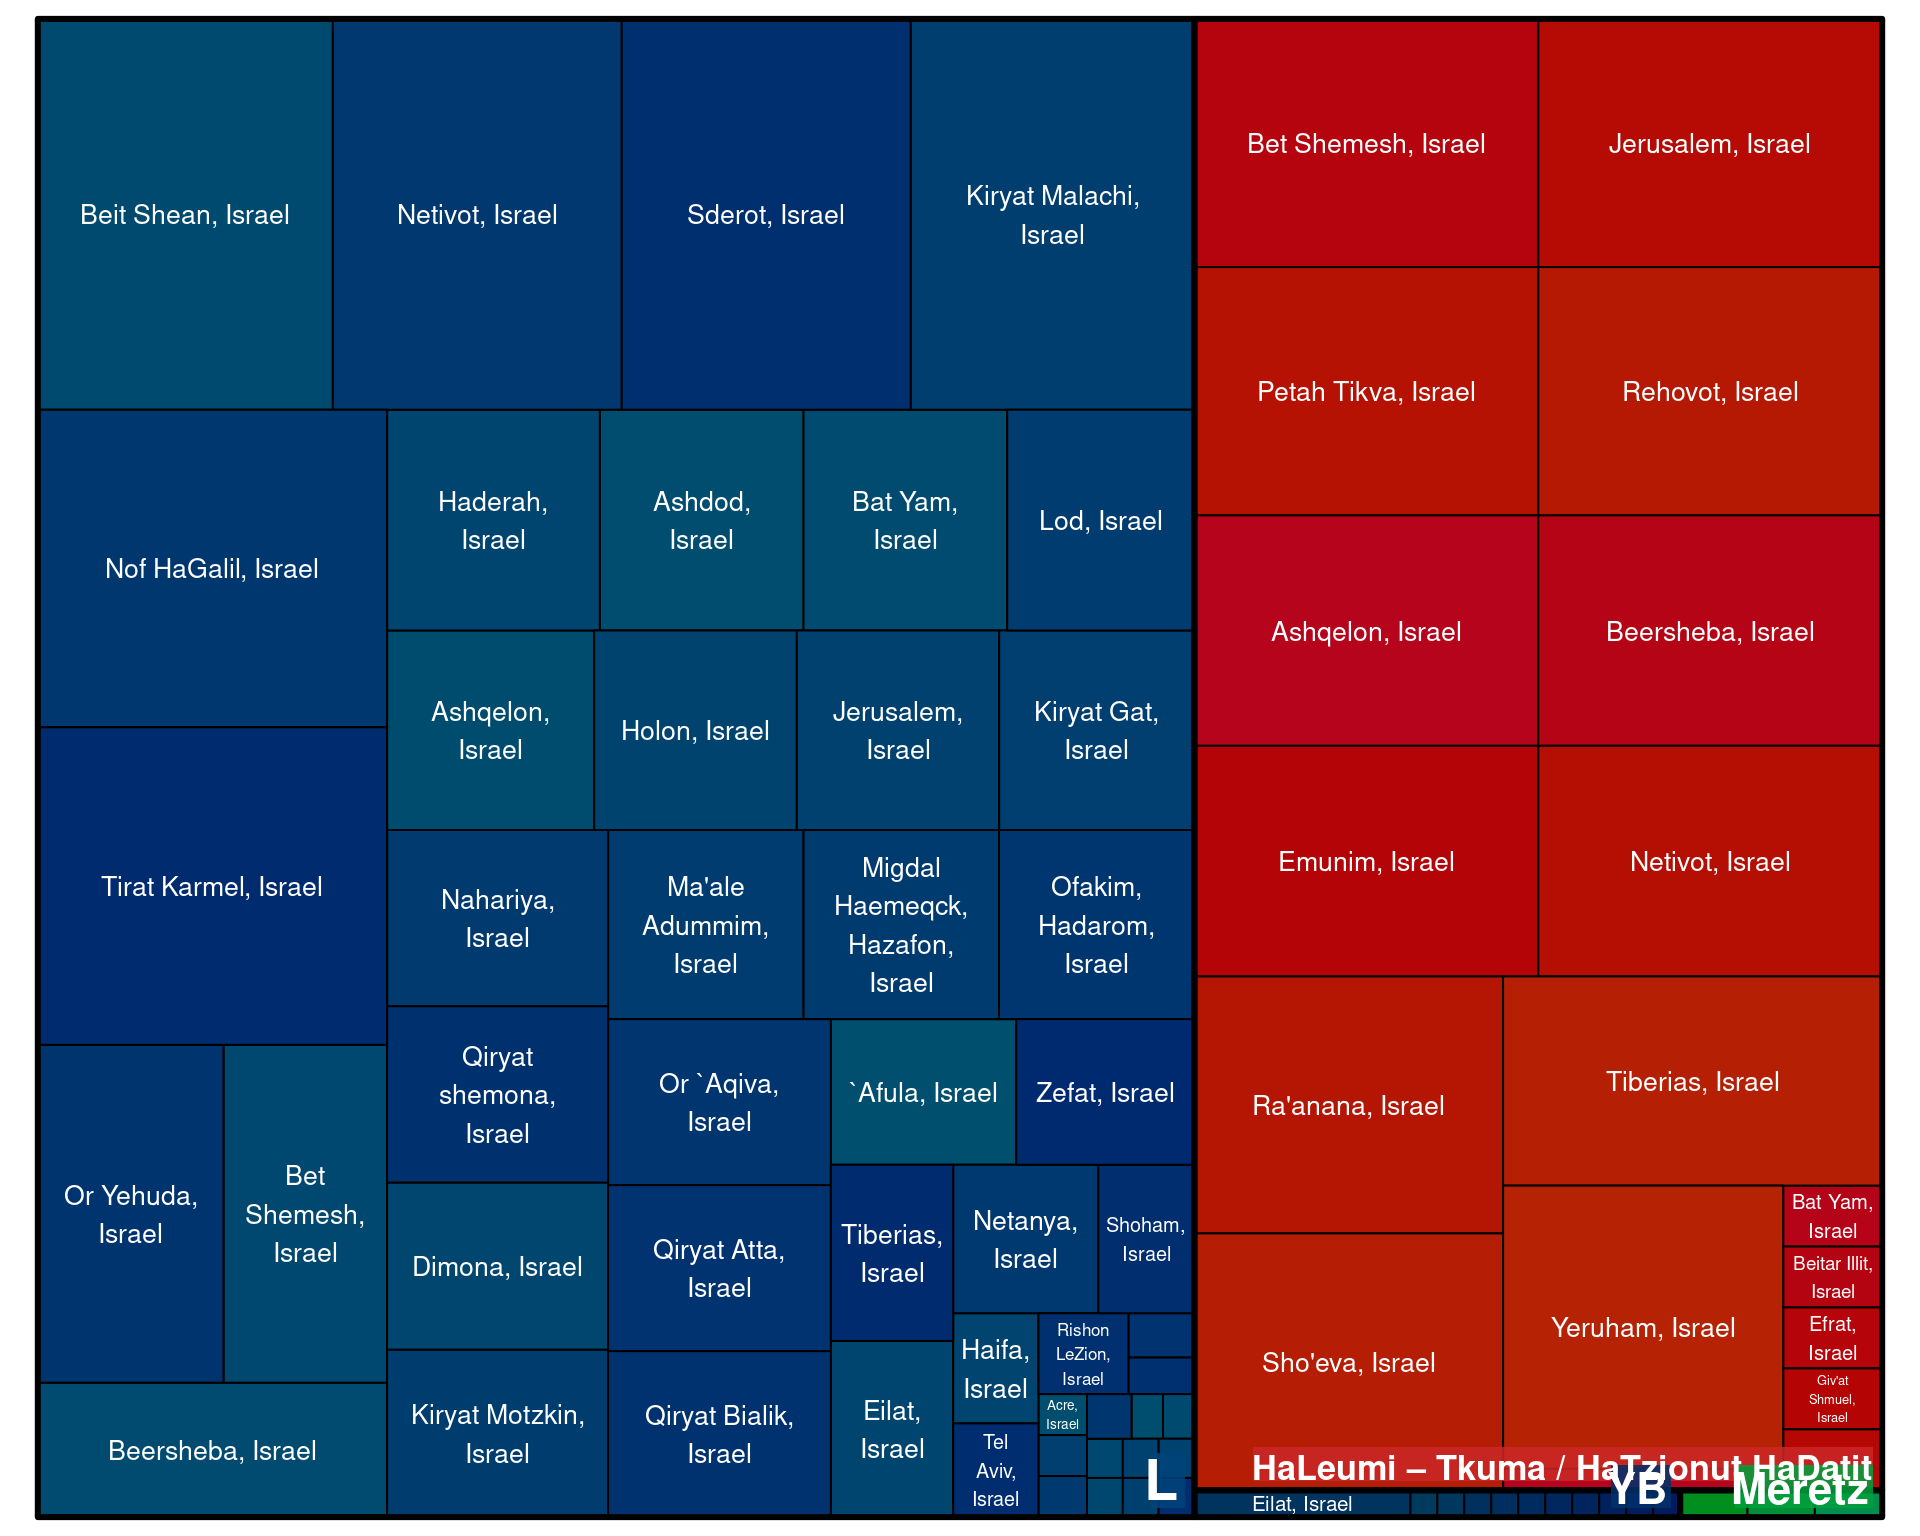 Beit Shean, Israel
Netivot, Israel
Sderot, Israel
Kiryat Malachi,
Israel
Nof HaGalil, Israel
Haderah,
Israel
Ashdod,
Israel
Bat Yam,
Israel
Lod, Israel
Ashqelon,
Israel
Holon, Israel
Jerusalem,
Israel
Kiryat Gat,
Israel
Tirat Karmel, Israel
Nahariya,
Israel
Ma'ale
Adummim,
Israel
Migdal
Haemeqck,
Hazafon,
Israel
Ofakim,
Hadarom,
Israel
Qiryat
shemona,
Israel
Or `Aqiva,
Israel
`Afula, Israel
Zefat, Israel
Or Yehuda,
Israel
Bet
Shemesh,
Israel
Dimona, Israel
Qiryat Atta,
Israel
Tiberias,
Israel
Netanya,
Israel
Shoham,
Israel
Haifa,
Israel
Rishon
LeZion,
Israel
Beersheba, Israel
Kiryat Motzkin,
Israel
Qiryat Bialik,
Israel
Eilat,
Israel
Acre,
Israel
Tel
Aviv,
Israel
L
Bet Shemesh, Israel
Jerusalem, Israel
Petah Tikva, Israel
Rehovot, Israel
Ashqelon, Israel
Beersheba, Israel
Emunim, Israel
Netivot, Israel
Ra'anana, Israel
Tiberias, Israel
Bat Yam,
Israel
Beitar Illit,
Israel
Sho'eva, Israel
Yeruham, Israel
Efrat,
Israel
Giv'at
Shmuel,
Israel
HaLeumi – Tkuma / HaTzionut HaDatit
Eilat, Israel
YB
Meretz